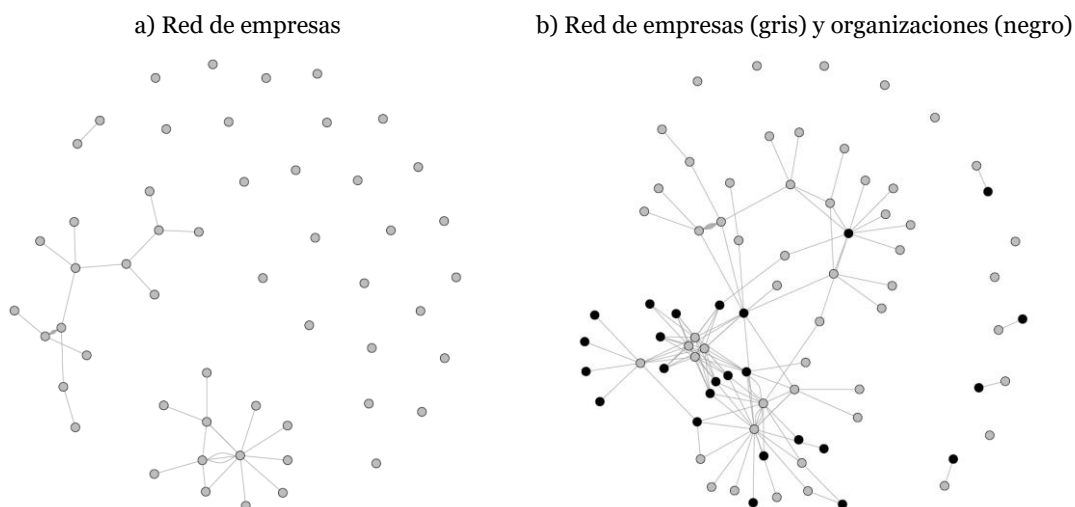 a) Red de empresas
b) Red de empresas (gris) y organizaciones (negro)